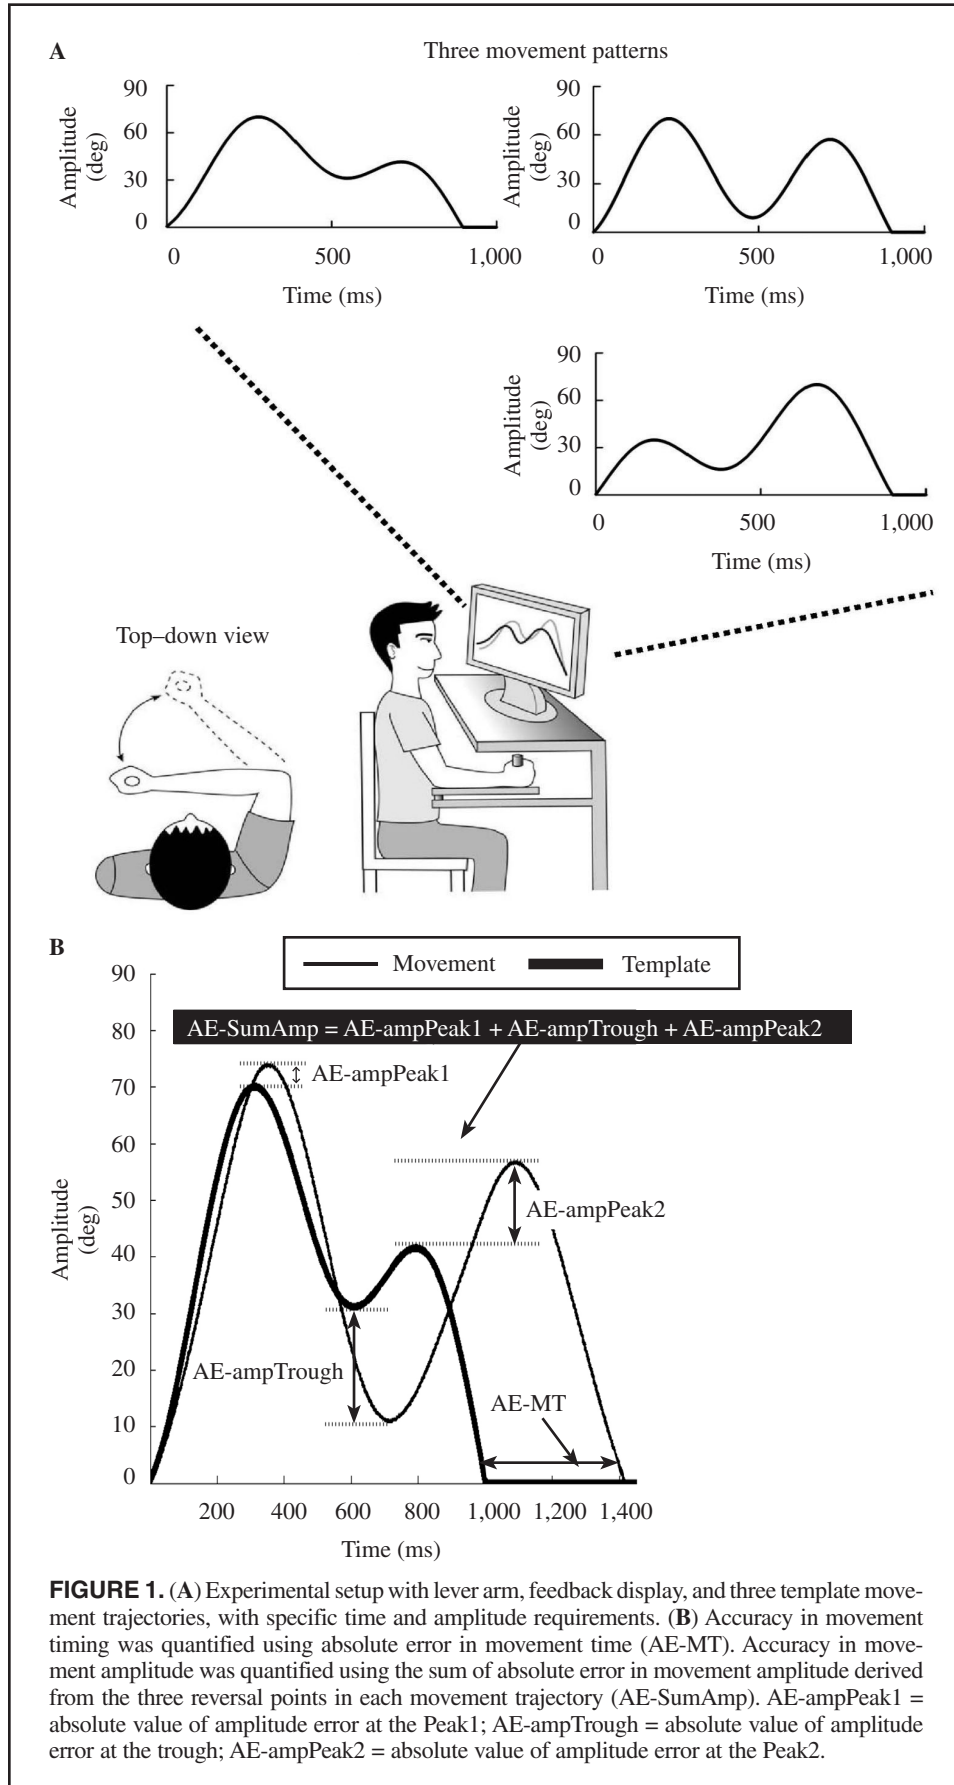 A
Three movement patterns
90
60
30
0
Amplitude
(deg)
0
500
1,000
Time (ms)
90
60
30
0
Amplitude
(deg)
0
500
1,000
Time (ms)
90
60
30
0
Amplitude
(deg)
0
500
1,000
Time (ms)
Top–down view
B
Movement
Template
AE-SumAmp = AE-ampPeak1 + AE-ampTrough + AE-ampPeak2
90
80
70
60
50
40
30
20
10
0
Amplitude
(deg)
AE-ampPeak1
AE-ampPeak2
AE-ampTrough
AE-MT
200
400
600
800
1,000
1,200
1,400
Time (ms)
FIGURE 1. (A) Experimental setup with lever arm, feedback display, and three template move-
ment trajectories, with specific time and amplitude requirements. (B) Accuracy in movement
timing was quantified using absolute error in movement time (AE-MT). Accuracy in move-
ment amplitude was quantified using the sum of absolute error in movement amplitude derived
from the three reversal points in each movement trajectory (AE-SumAmp). AE-ampPeak1 =
absolute value of amplitude error at the Peak1; AE-ampTrough = absolute value of amplitude
error at the trough; AE-ampPeak2 = absolute value of amplitude error at the Peak2.